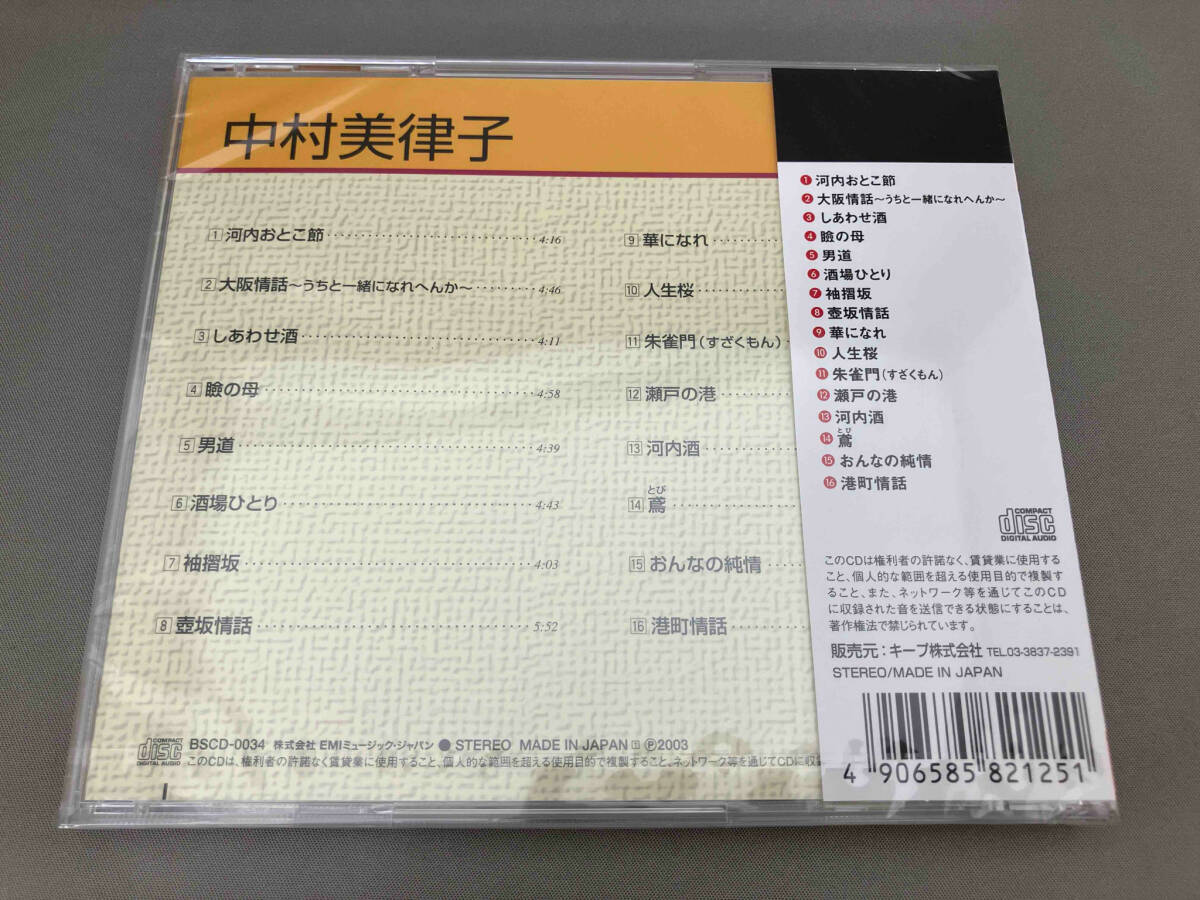 中村美律子
1 河内おとこ節 4:16
2 大阪情話～うちと一緒になれへんか～ 4:46
3 しあわせ酒 4:11
4 瞼の母 4:58
5 男道 4:39
6 酒場ひとり 4:43
7 袖摺坂 4:03
8 壺坂情話 5:52
9 華になれ
10 人生桜
11 朱雀門(すざくもん)
12 瀬戸の港
13 河内酒
とび
14 鳶
15 おんなの純情
16 港町情話
COMPACT
disc
DIGITAL AUDIO
BSCD-0034 株式会社 EMIミュージック・ジャパン ● STEREO MADE IN JAPAN ℗2003
このCDは、権利者の許諾なく賃貸業に使用すること、個人的な範囲を超える使用目的で複製すること、ネットワーク等を通じてCDに収
1 河内おとこ節
2 大阪情話～うちと一緒になれへんか～
3 しあわせ酒
4 瞼の母
5 男道
6 酒場ひとり
7 袖摺坂
8 壺坂情話
9 華になれ
10 人生桜
11 朱雀門(すざくもん)
12 瀬戸の港
13 河内酒
とび
14 鳶
15 おんなの純情
16 港町情話
COMPACT
disc
DIGITAL AUDIO
このCDは権利者の許諾なく、賃貸業に使用する
こと、個人的な範囲を超える使用目的で複製す
ること、また、ネットワーク等を通じてこのCD
に収録された音を送信できる状態にすることは、
著作権法で禁じられています。
販売元：キープ株式会社 TEL.03-3837-2391
STEREO/MADE IN JAPAN
4 906585 821251